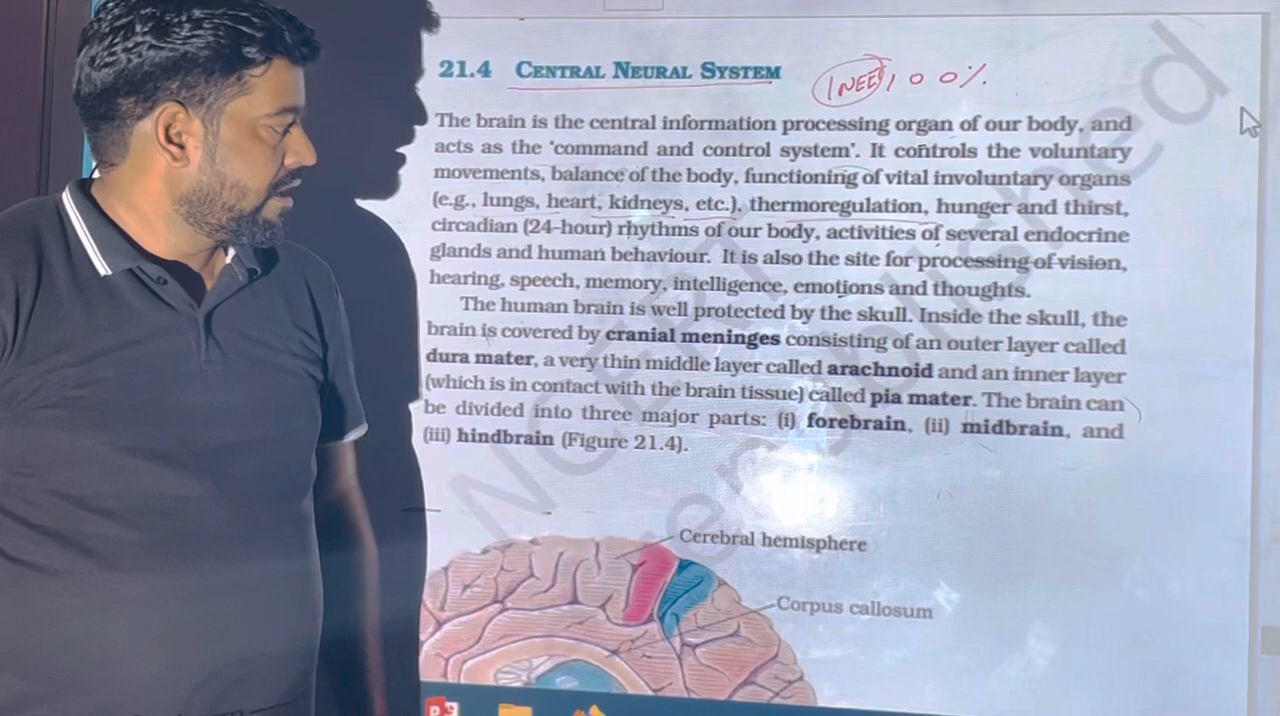 21.4 CENTRAL NEURAL SYSTEM
NEET 100%
The brain is the central information processing organ of our body, and
acts as the 'command and control system'. It controls the voluntary
movements, balance of the body, functioning of vital involuntary organs
(e.g., lungs, heart, kidneys, etc.), thermoregulation, hunger and thirst,
circadian (24-hour) rhythms of our body, activities of several endocrine
glands and human behaviour. It is also the site for processing of vision,
hearing, speech, memory, intelligence, emotions and thoughts.
The human brain is well protected by the skull. Inside the skull, the
brain is covered by cranial meninges consisting of an outer layer called
dura mater, a very thin middle layer called arachnoid and an inner layer
(which is in contact with the brain tissue) called pia mater. The brain can
be divided into three major parts: (i) forebrain, (ii) midbrain, and
(iii) hindbrain (Figure 21.4).
Cerebral hemisphere
Corpus callosum
NCERT